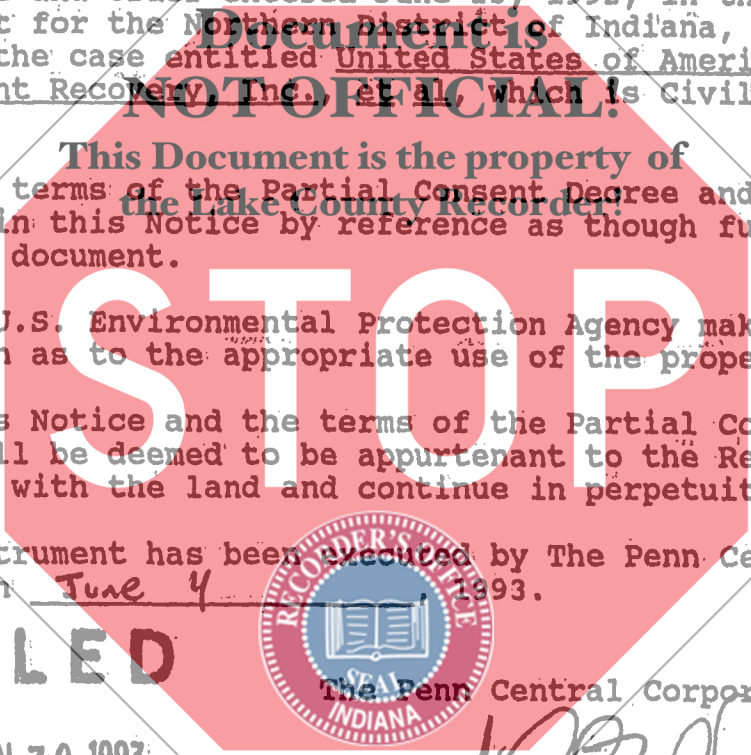 t for the Northern District of Indiana,
Document is
the case entitled United States of Ameri
nt Recovery, Inc., et al, which is Civil
NOT OFFICIAL!
This Document is the property of
the Lake County Recorder!
terms of the Partial Consent Degree and
in this Notice by reference as though fu
document.
U.S. Environmental Protection Agency mak
n as to the appropriate use of the prope
STOP
s Notice and the terms of the Partial Co
ll be deemed to be appurtenant to the Re
with the land and continue in perpetuit
trument has been executed by The Penn Ce
n June 4, 1993.
RECORDER'S OFFICE
SEAL
INDIANA
LED
The Penn Central Corpor